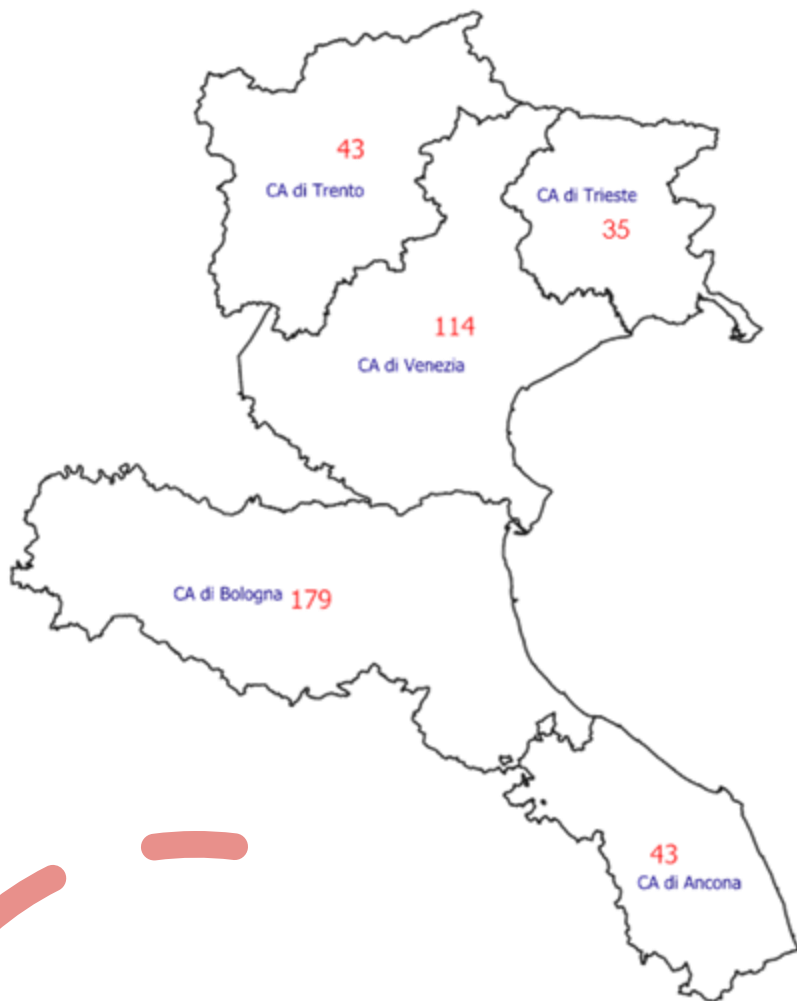 43
CA di Trento
CA di Trieste
35
114
CA di Venezia
CA di Bologna 179
43
CA di Ancona